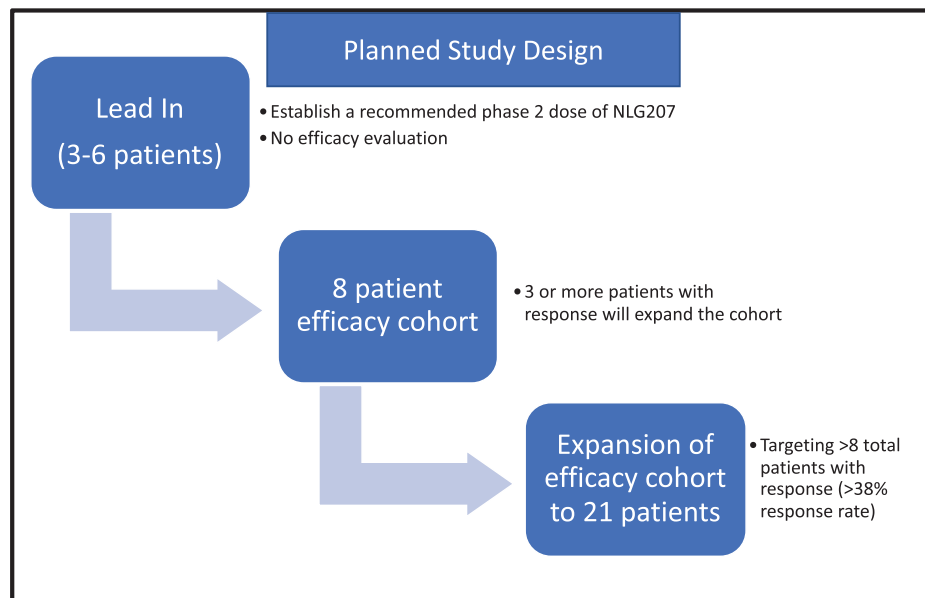 Planned Study Design
Lead In
(3-6 patients)
• Establish a recommended phase 2 dose of NLG207
• No efficacy evaluation
8 patient
efficacy cohort
• 3 or more patients with
response will expand the cohort
Expansion of
efficacy cohort
to 21 patients
• Targeting >8 total
patients with
response (>38%
response rate)